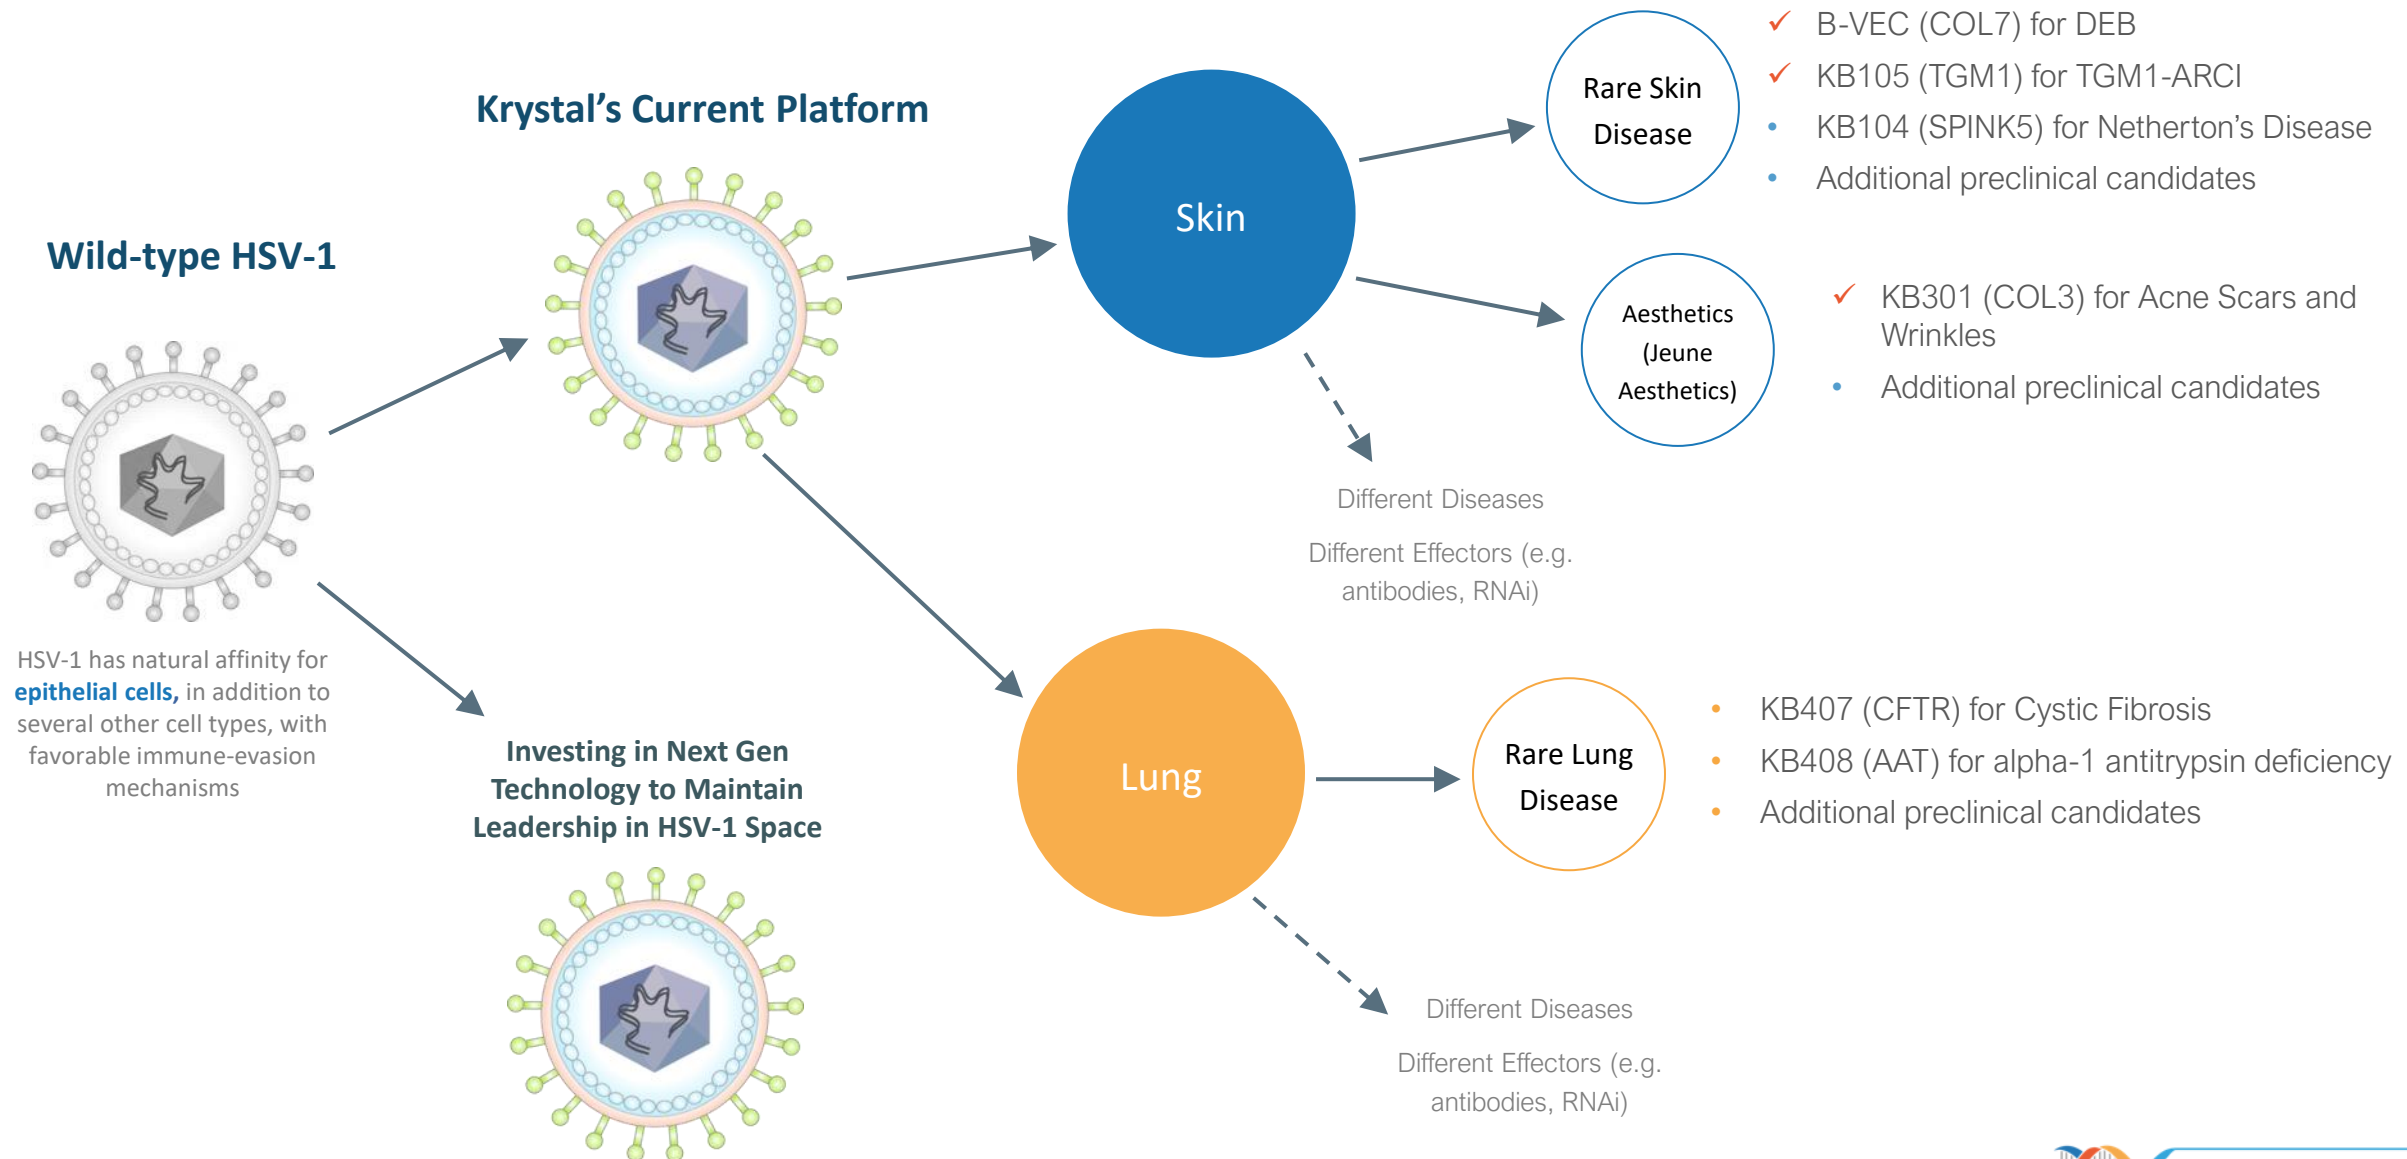 Krystal's Current Platform
Wild-type HSV-1
HSV-1 has natural affinity for
epithelial cells, in addition to
several other cell types, with
favorable immune-evasion
mechanisms
Investing in Next Gen
Technology to Maintain
Leadership in HSV-1 Space
Skin
Rare Skin
Disease
B-VEC (COL7) for DEB
KB105 (TGM1) for TGM1-ARCI
KB104 (SPINK5) for Netherton's Disease
Additional preclinical candidates
Aesthetics
(Jeune
Aesthetics)
KB301 (COL3) for Acne Scars and
Wrinkles
Additional preclinical candidates
Different Diseases
Different Effectors (e.g.
antibodies, RNAi)
Lung
Rare Lung
Disease
KB407 (CFTR) for Cystic Fibrosis
KB408 (AAT) for alpha-1 antitrypsin deficiency
Additional preclinical candidates
Different Diseases
Different Effectors (e.g.
antibodies, RNAi)